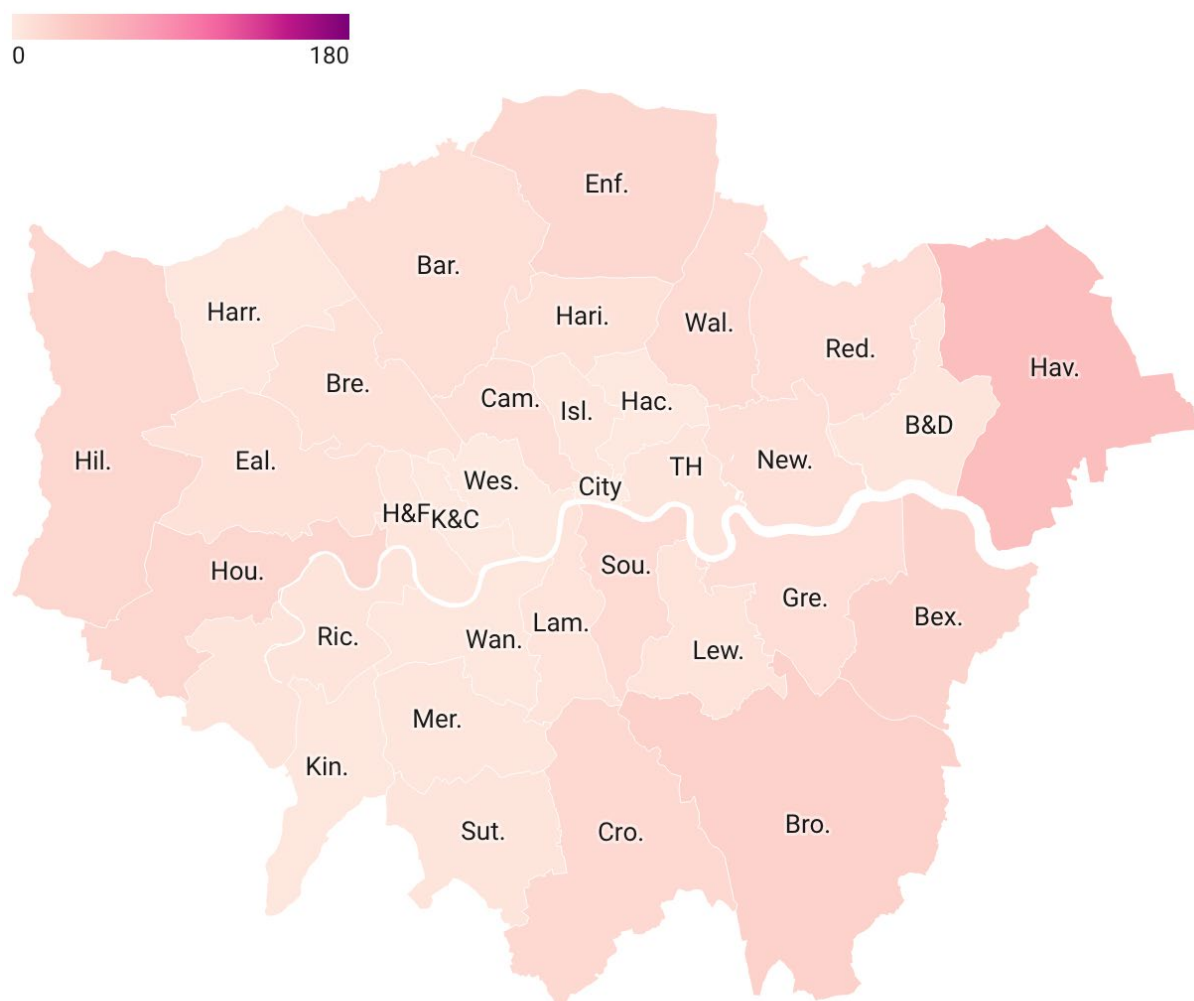 0 180
Enf.
Bar.
Harr.
Hari.
Wal.
Red.
Hav.
Bre.
Cam.
Isl.
Hac.
B&D
Hil.
Eal.
Wes.
TH
New.
City
H&F
K&C
Hou.
Sou.
Gre.
Bex.
Ric.
Wan.
Lam.
Lew.
Mer.
Kin.
Sut.
Cro.
Bro.